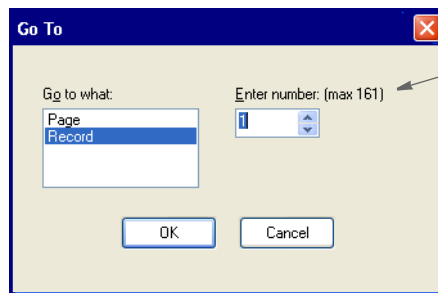 Go To
Go to what:
Enter number: (max 161)
Page
Record
1
OK
Cancel